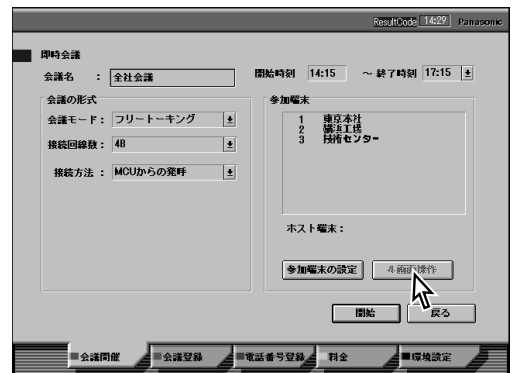 ResultCode 14:29 Panasonic
即時会議
会議名 : 全社会議
開始時刻 14:15 ～ 終了時刻 17:15
会議の形式
会議モード : フリートーキング
接続回線数 : 4B
接続方法 : MCUからの発呼
参加端末
1 東京本社
2 横浜工場
3 技術センター
ホスト端末 :
参加端末の設定
4画面操作
開始
戻る
会議開催 会議登録 電話番号登録 料金 環境設定